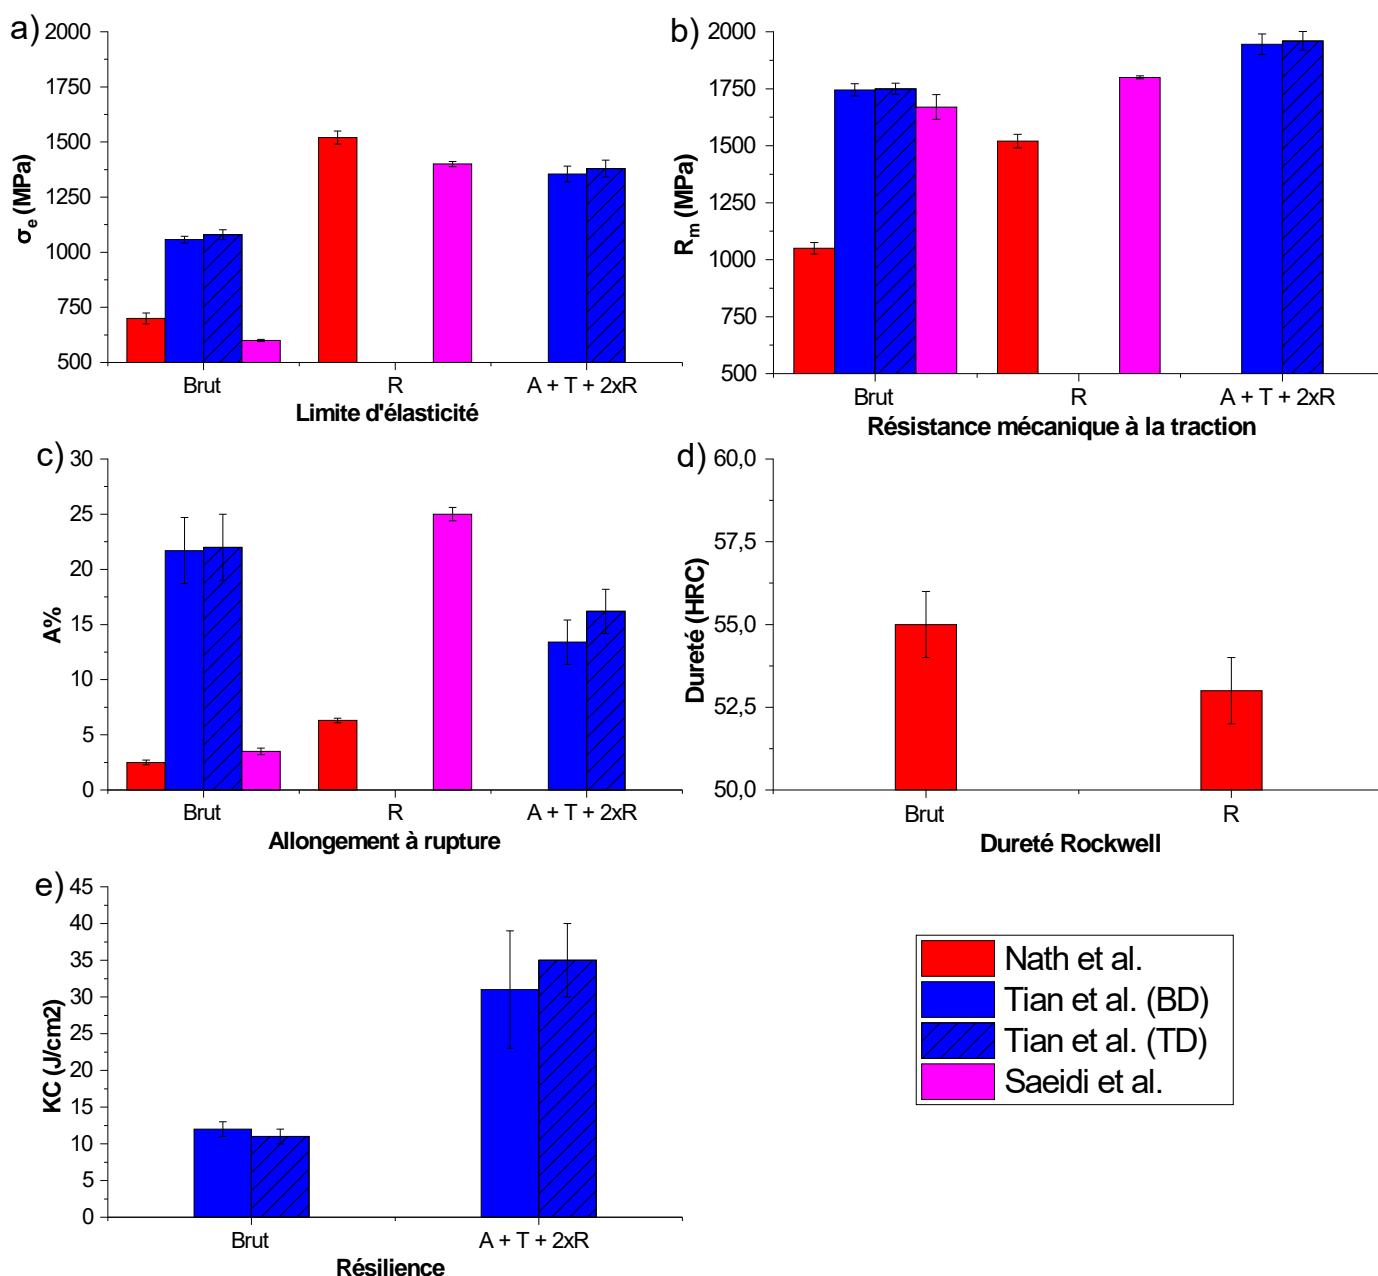 a)
2000
1750
1500
1250
1000
750
500
σe (MPa)
Brut
R
A + T + 2xR
Limite d'élasticité
b)
2000
1750
1500
1250
1000
750
500
Rm (MPa)
Brut
R
A + T + 2xR
Résistance mécanique à la traction
c)
30
25
20
15
10
5
0
A%
Brut
R
A + T + 2xR
Allongement à rupture
d)
60,0
57,5
55,0
52,5
50,0
Dureté (HRC)
Brut
R
Dureté Rockwell
e)
45
40
35
30
25
20
15
10
5
0
KC (J/cm2)
Brut
A + T + 2xR
Résilience
Nath et al.
Tian et al. (BD)
Tian et al. (TD)
Saeidi et al.